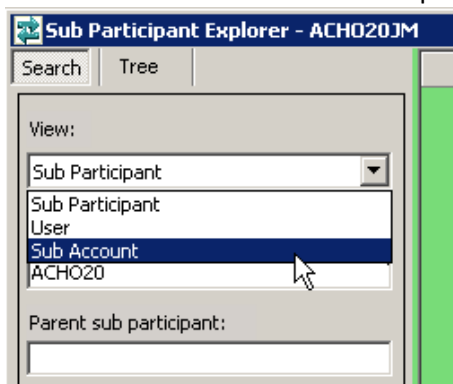 Sub Participant Explorer - ACHO20JM
Search Tree
View:
Sub Participant
Sub Participant
User
Sub Account
ACHO20
Parent sub participant: